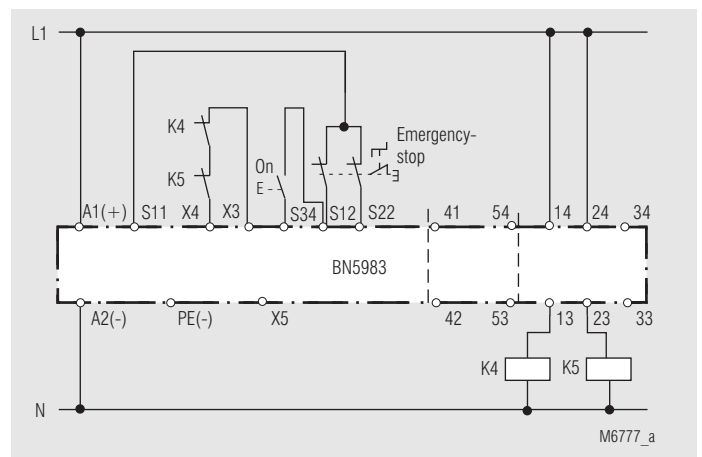 L1
K4
K5
On
E
Emergency-
stop
A1(+) S11 X4 X3 S34 S12 S22 41 54 14 24 34
BN5983
A2(-) PE(-) X5 42 53 13 23 33
K4 K5
N
M6777_a